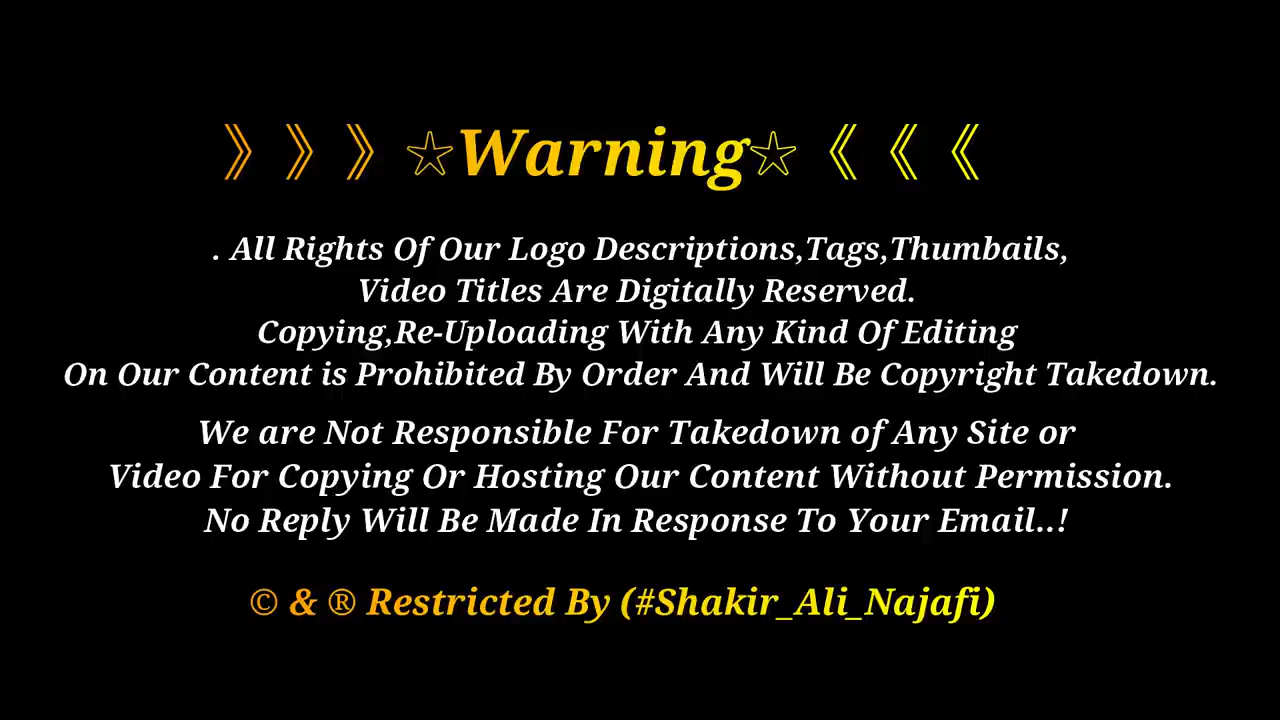 》》》☆Warning☆《《《
. All Rights Of Our Logo Descriptions,Tags,Thumbails,
Video Titles Are Digitally Reserved.
Copying,Re-Uploading With Any Kind Of Editing
On Our Content is Prohibited By Order And Will Be Copyright Takedown.
We are Not Responsible For Takedown of Any Site or
Video For Copying Or Hosting Our Content Without Permission.
No Reply Will Be Made In Response To Your Email..!
© & ® Restricted By (#Shakir_Ali_Najafi)